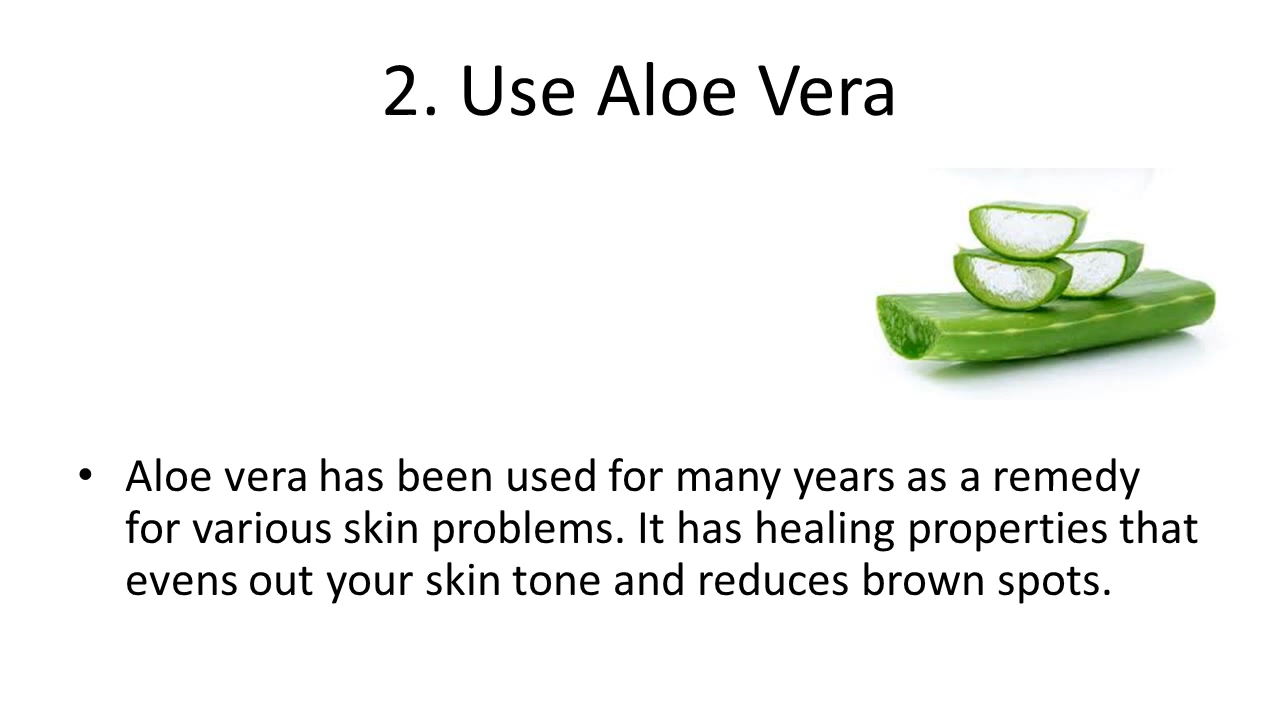 2. Use Aloe Vera
• Aloe vera has been used for many years as a remedy
for various skin problems. It has healing properties that
evens out your skin tone and reduces brown spots.